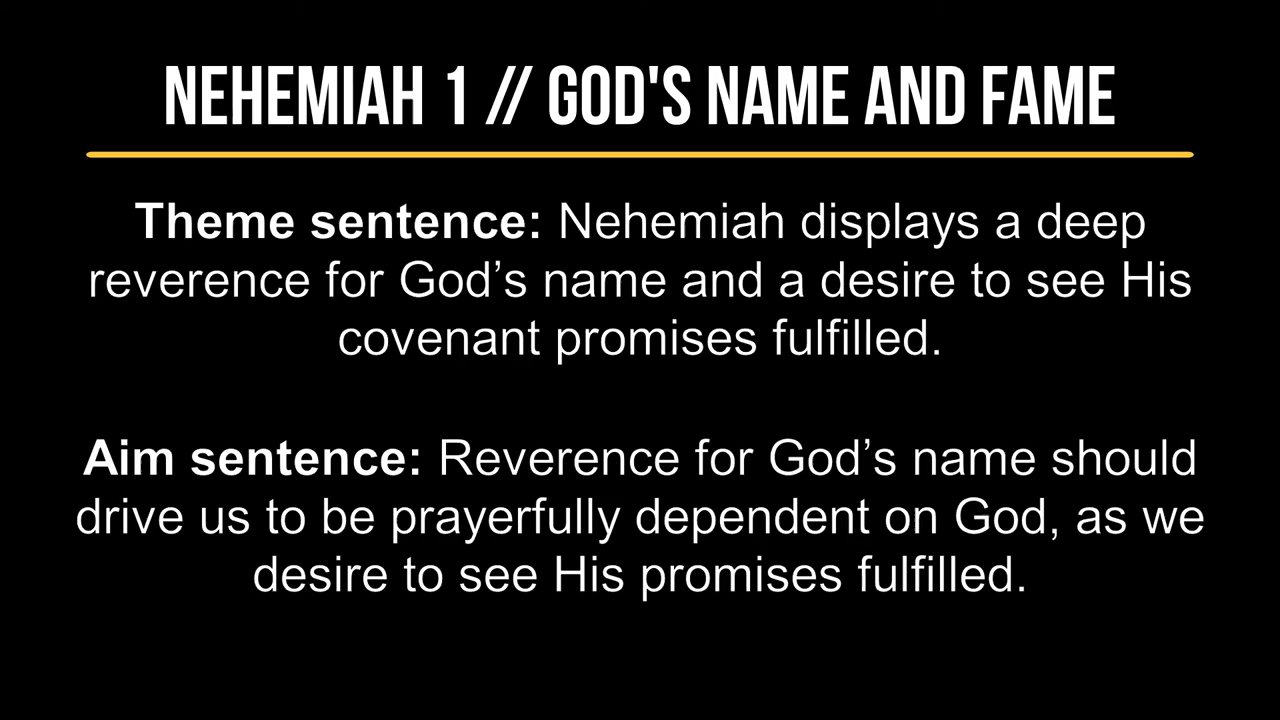 NEHEMIAH 1 // GOD'S NAME AND FAME
Theme sentence: Nehemiah displays a deep
reverence for God’s name and a desire to see His
covenant promises fulfilled.
Aim sentence: Reverence for God’s name should
drive us to be prayerfully dependent on God, as we
desire to see His promises fulfilled.